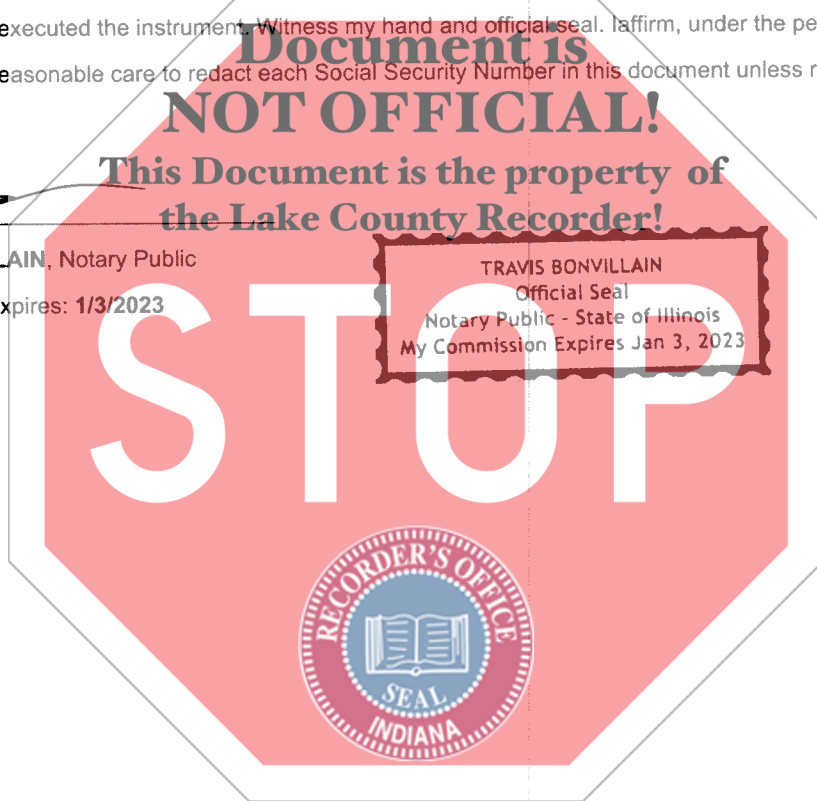 executed the instrument. Witness my hand and official seal. Iaffirm, under the pe
Document is
easonable care to redact each Social Security Number in this document unless r
NOT OFFICIAL!
This Document is the property of
the Lake County Recorder!
AIN, Notary Public
xpires: 1/3/2023
TRAVIS BONVILLAIN
Official Seal
Notary Public - State of Illinois
My Commission Expires Jan 3, 2023
STOP
RECORDER'S OFFICE
SEAL
INDIANA